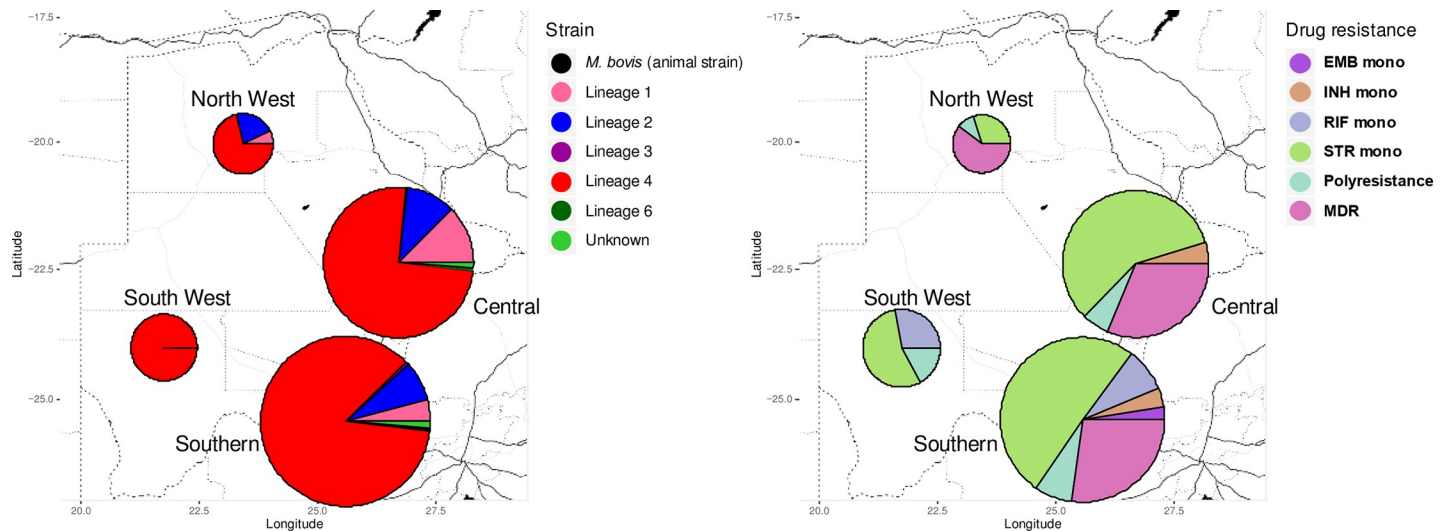 Strain
M. bovis (animal strain)
Lineage 1
Lineage 2
Lineage 3
Lineage 4
Lineage 6
Unknown
North West
Central
South West
Southern
Latitude
−17.5
−20.0
−22.5
−25.0
20.0 22.5 25.0 27.5
Longitude
Drug resistance
EMB mono
INH mono
RIF mono
STR mono
Polyresistance
MDR
North West
Central
South West
Southern
Latitude
−17.5
−20.0
−22.5
−25.0
20.0 22.5 25.0 27.5
Longitude